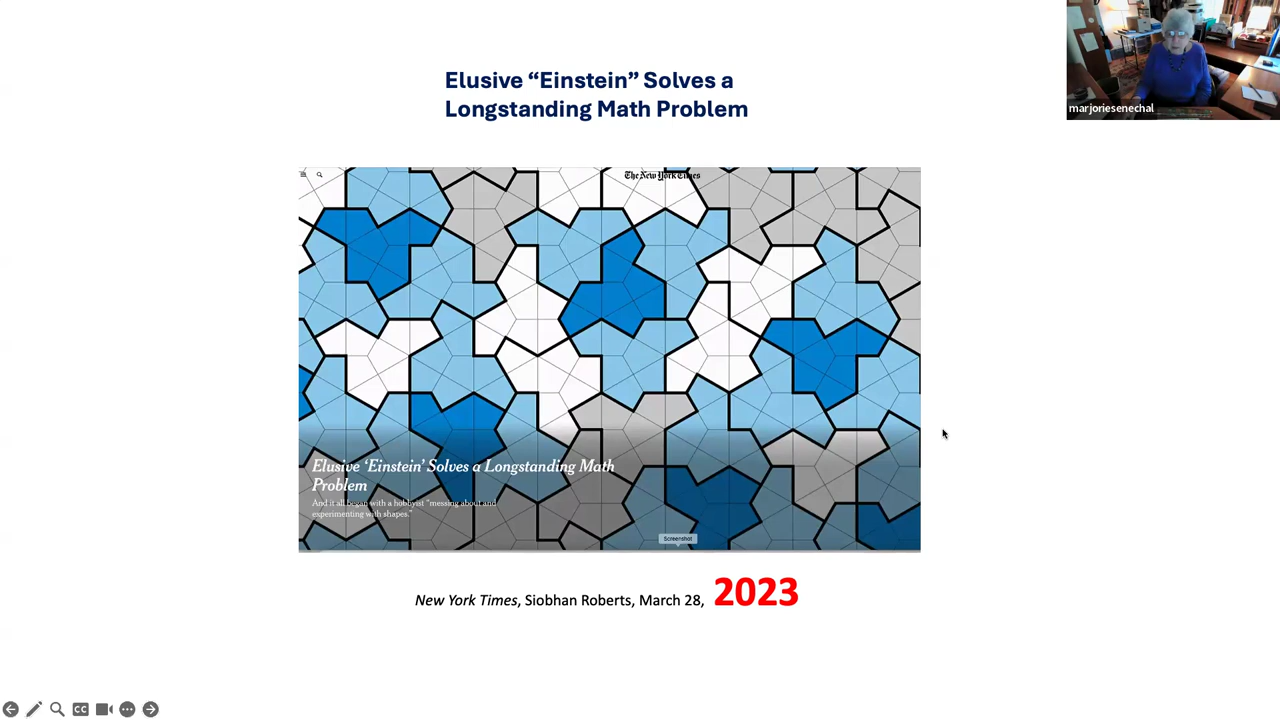 marjoriesenechal
Elusive “Einstein” Solves a
Longstanding Math Problem
The New York Times
Elusive ‘Einstein’ Solves a Longstanding Math
Problem
And it all began with a hobbyist “messing about and
experimenting with shapes.”
Screenshot
New York Times, Siobhan Roberts, March 28, 2023
CC